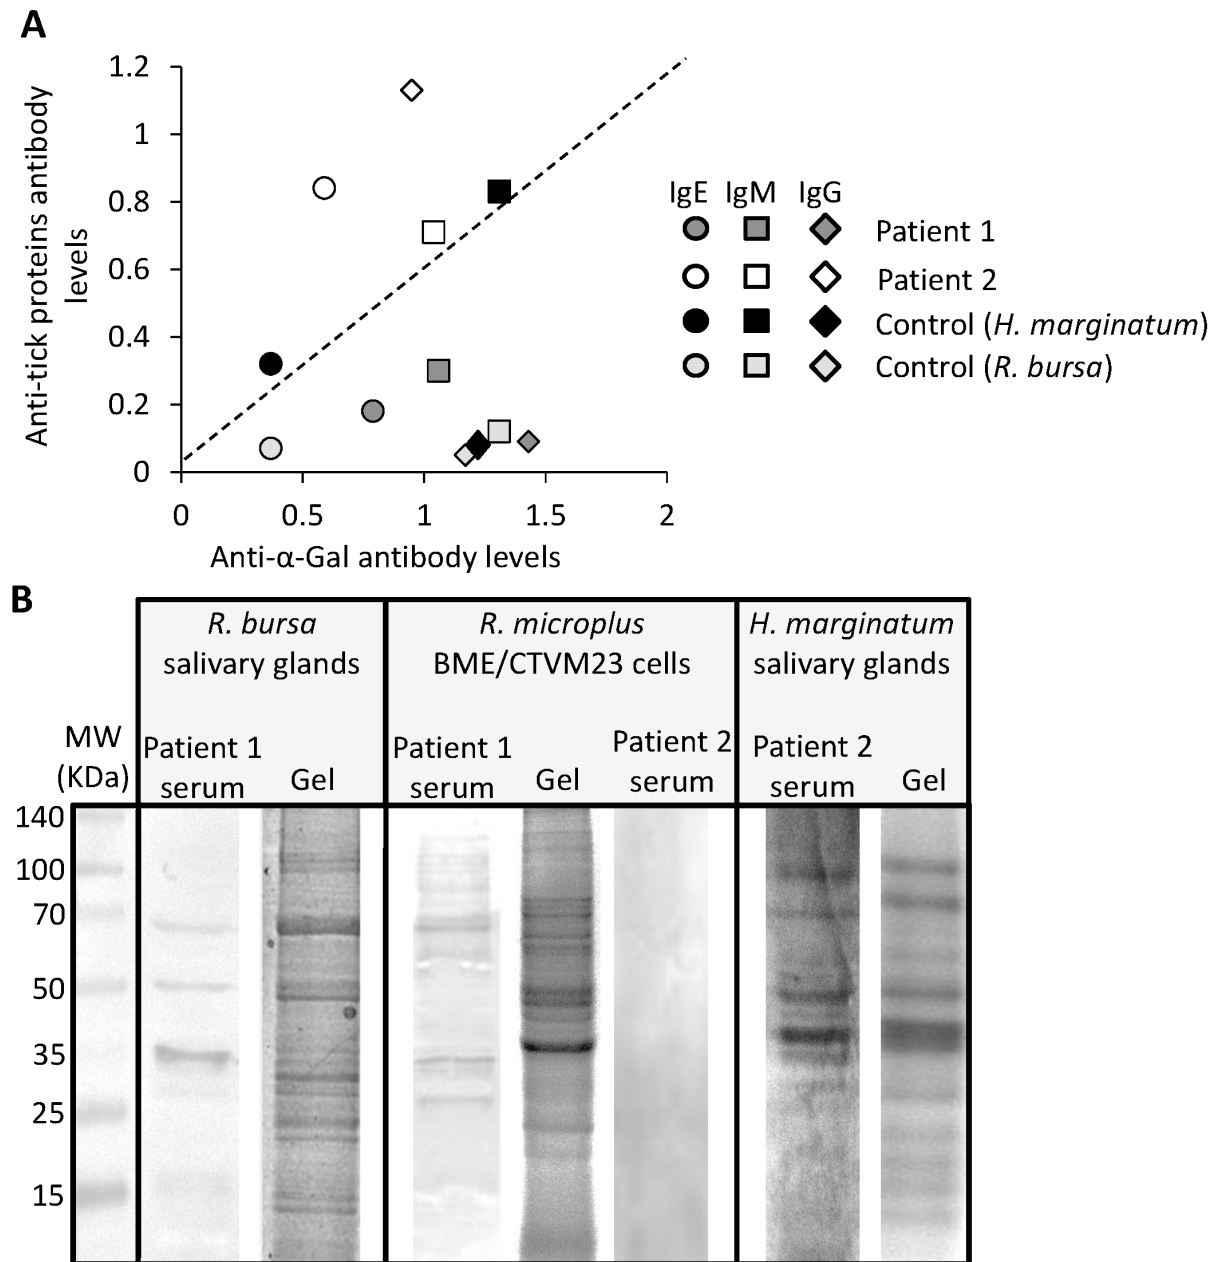 A
Anti-tick proteins antibody
levels
1.2
1
0.8
0.6
0.4
0.2
0
0 0.5 1 1.5 2
Anti-α-Gal antibody levels
IgE IgM IgG
Patient 1
Patient 2
Control (H. marginatum)
Control (R. bursa)
B
R. bursa
salivary glands
R. microplus
BME/CTVM23 cells
H. marginatum
salivary glands
MW
(KDa)
Patient 1
serum
Gel
Patient 1
serum
Gel
Patient 2
serum
Patient 2
serum
Gel
140
100
70
50
35
25
15